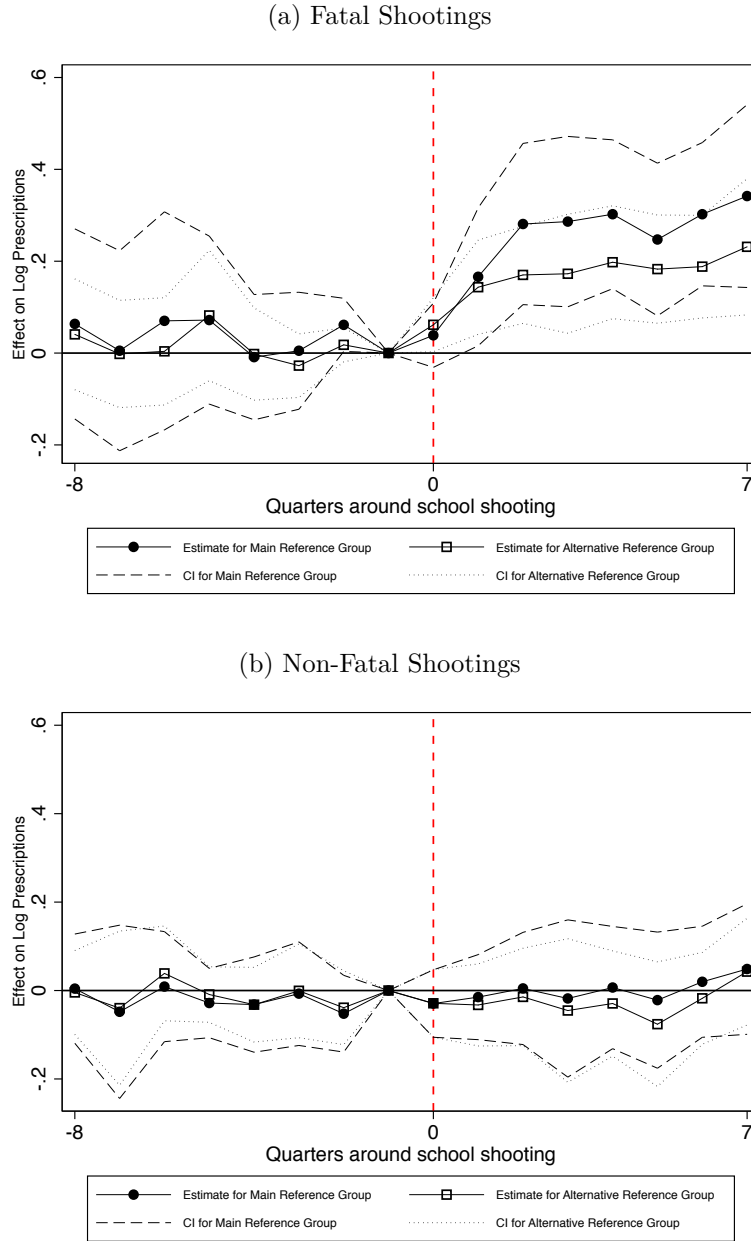 (a) Fatal Shootings
.6
.4
.2
0
-.2
Effect on Log Prescriptions
-8 0 7
Quarters around school shooting
Estimate for Main Reference Group Estimate for Alternative Reference Group
CI for Main Reference Group CI for Alternative Reference Group
(b) Non-Fatal Shootings
.6
.4
.2
0
-.2
Effect on Log Prescriptions
-8 0 7
Quarters around school shooting
Estimate for Main Reference Group Estimate for Alternative Reference Group
CI for Main Reference Group CI for Alternative Reference Group